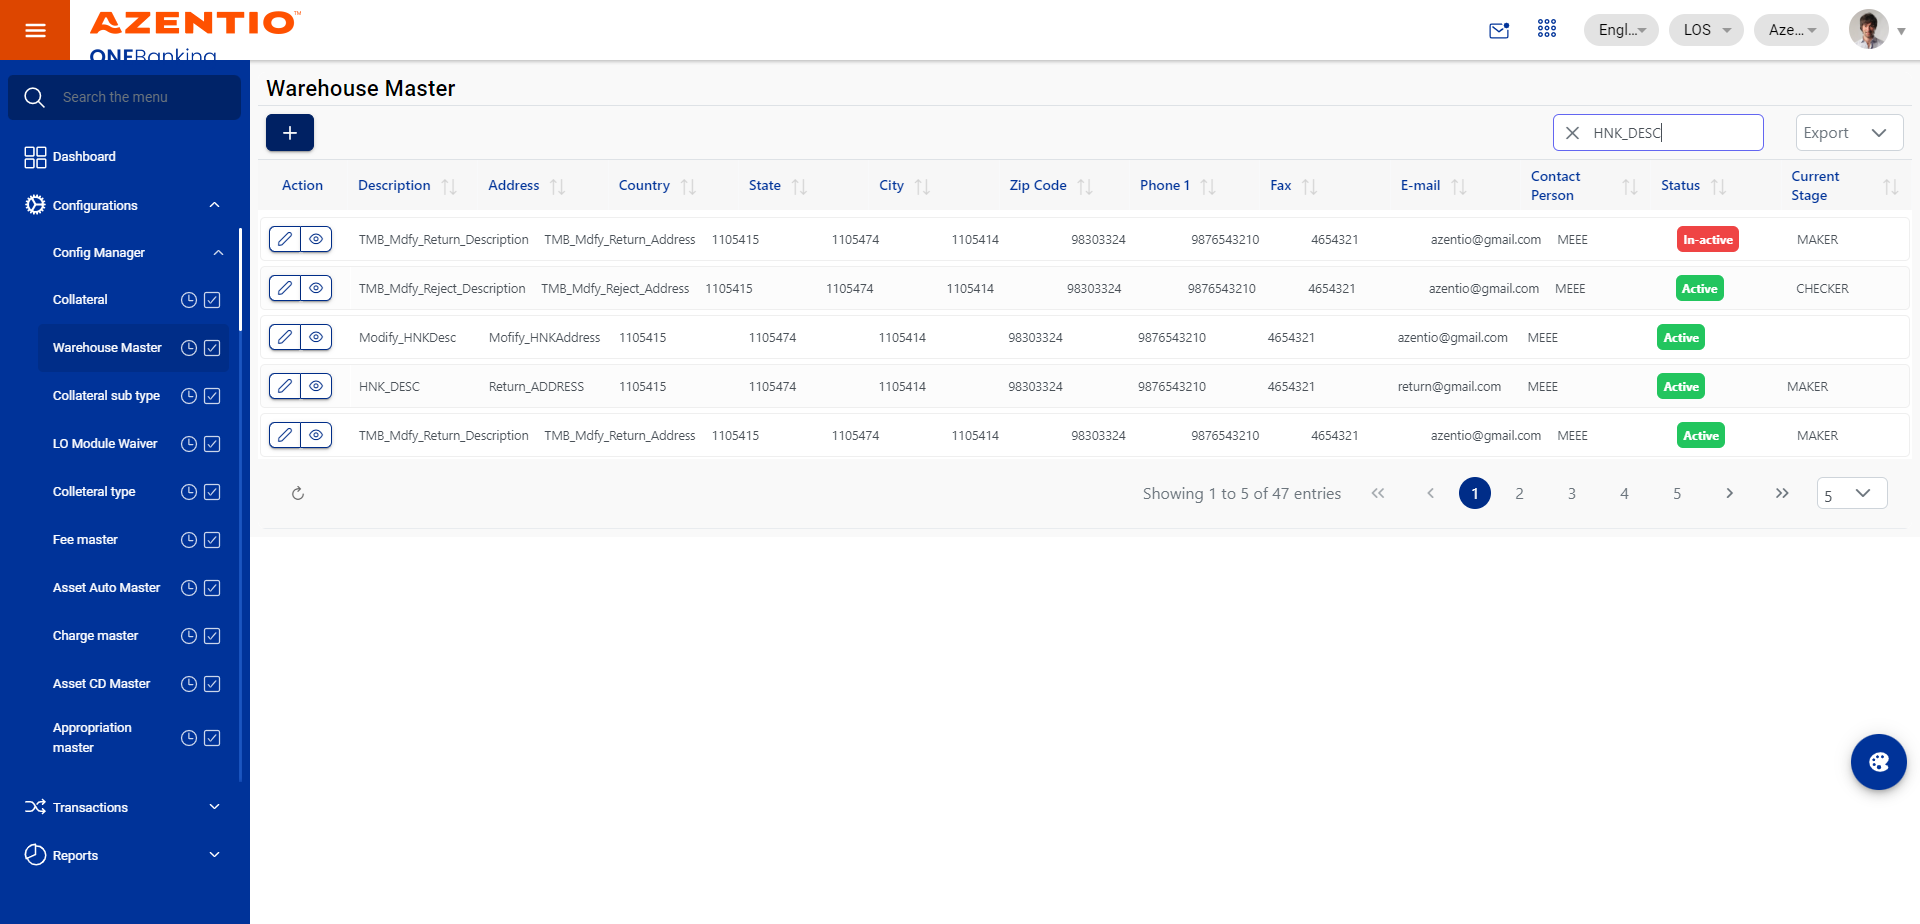 AZENTIO™
ONEBanking
Engl...
LOS
Aze...
Search the menu
Dashboard
Configurations
Config Manager
Collateral
Warehouse Master
Collateral sub type
LO Module Waiver
Colleteral type
Fee master
Asset Auto Master
Charge master
Asset CD Master
Appropriation
master
Transactions
Reports
Warehouse Master
HNK_DESC
Export
Action Description Address Country State City Zip Code Phone 1 Fax E-mail Contact Person Status Current Stage
TMB_Mdfy_Return_Description TMB_Mdfy_Return_Address 1105415 1105474 1105414 98303324 9876543210 4654321 azentio@gmail.com MEEE In-active MAKER
TMB_Mdfy_Reject_Description TMB_Mdfy_Reject_Address 1105415 1105474 1105414 98303324 9876543210 4654321 azentio@gmail.com MEEE Active CHECKER
Modify_HNKDesc Mofify_HNKAddress 1105415 1105474 1105414 98303324 9876543210 4654321 azentio@gmail.com MEEE Active
HNK_DESC Return_ADDRESS 1105415 1105474 1105414 98303324 9876543210 4654321 return@gmail.com MEEE Active MAKER
TMB_Mdfy_Return_Description TMB_Mdfy_Return_Address 1105415 1105474 1105414 98303324 9876543210 4654321 azentio@gmail.com MEEE Active MAKER
Showing 1 to 5 of 47 entries 1 2 3 4 5 5